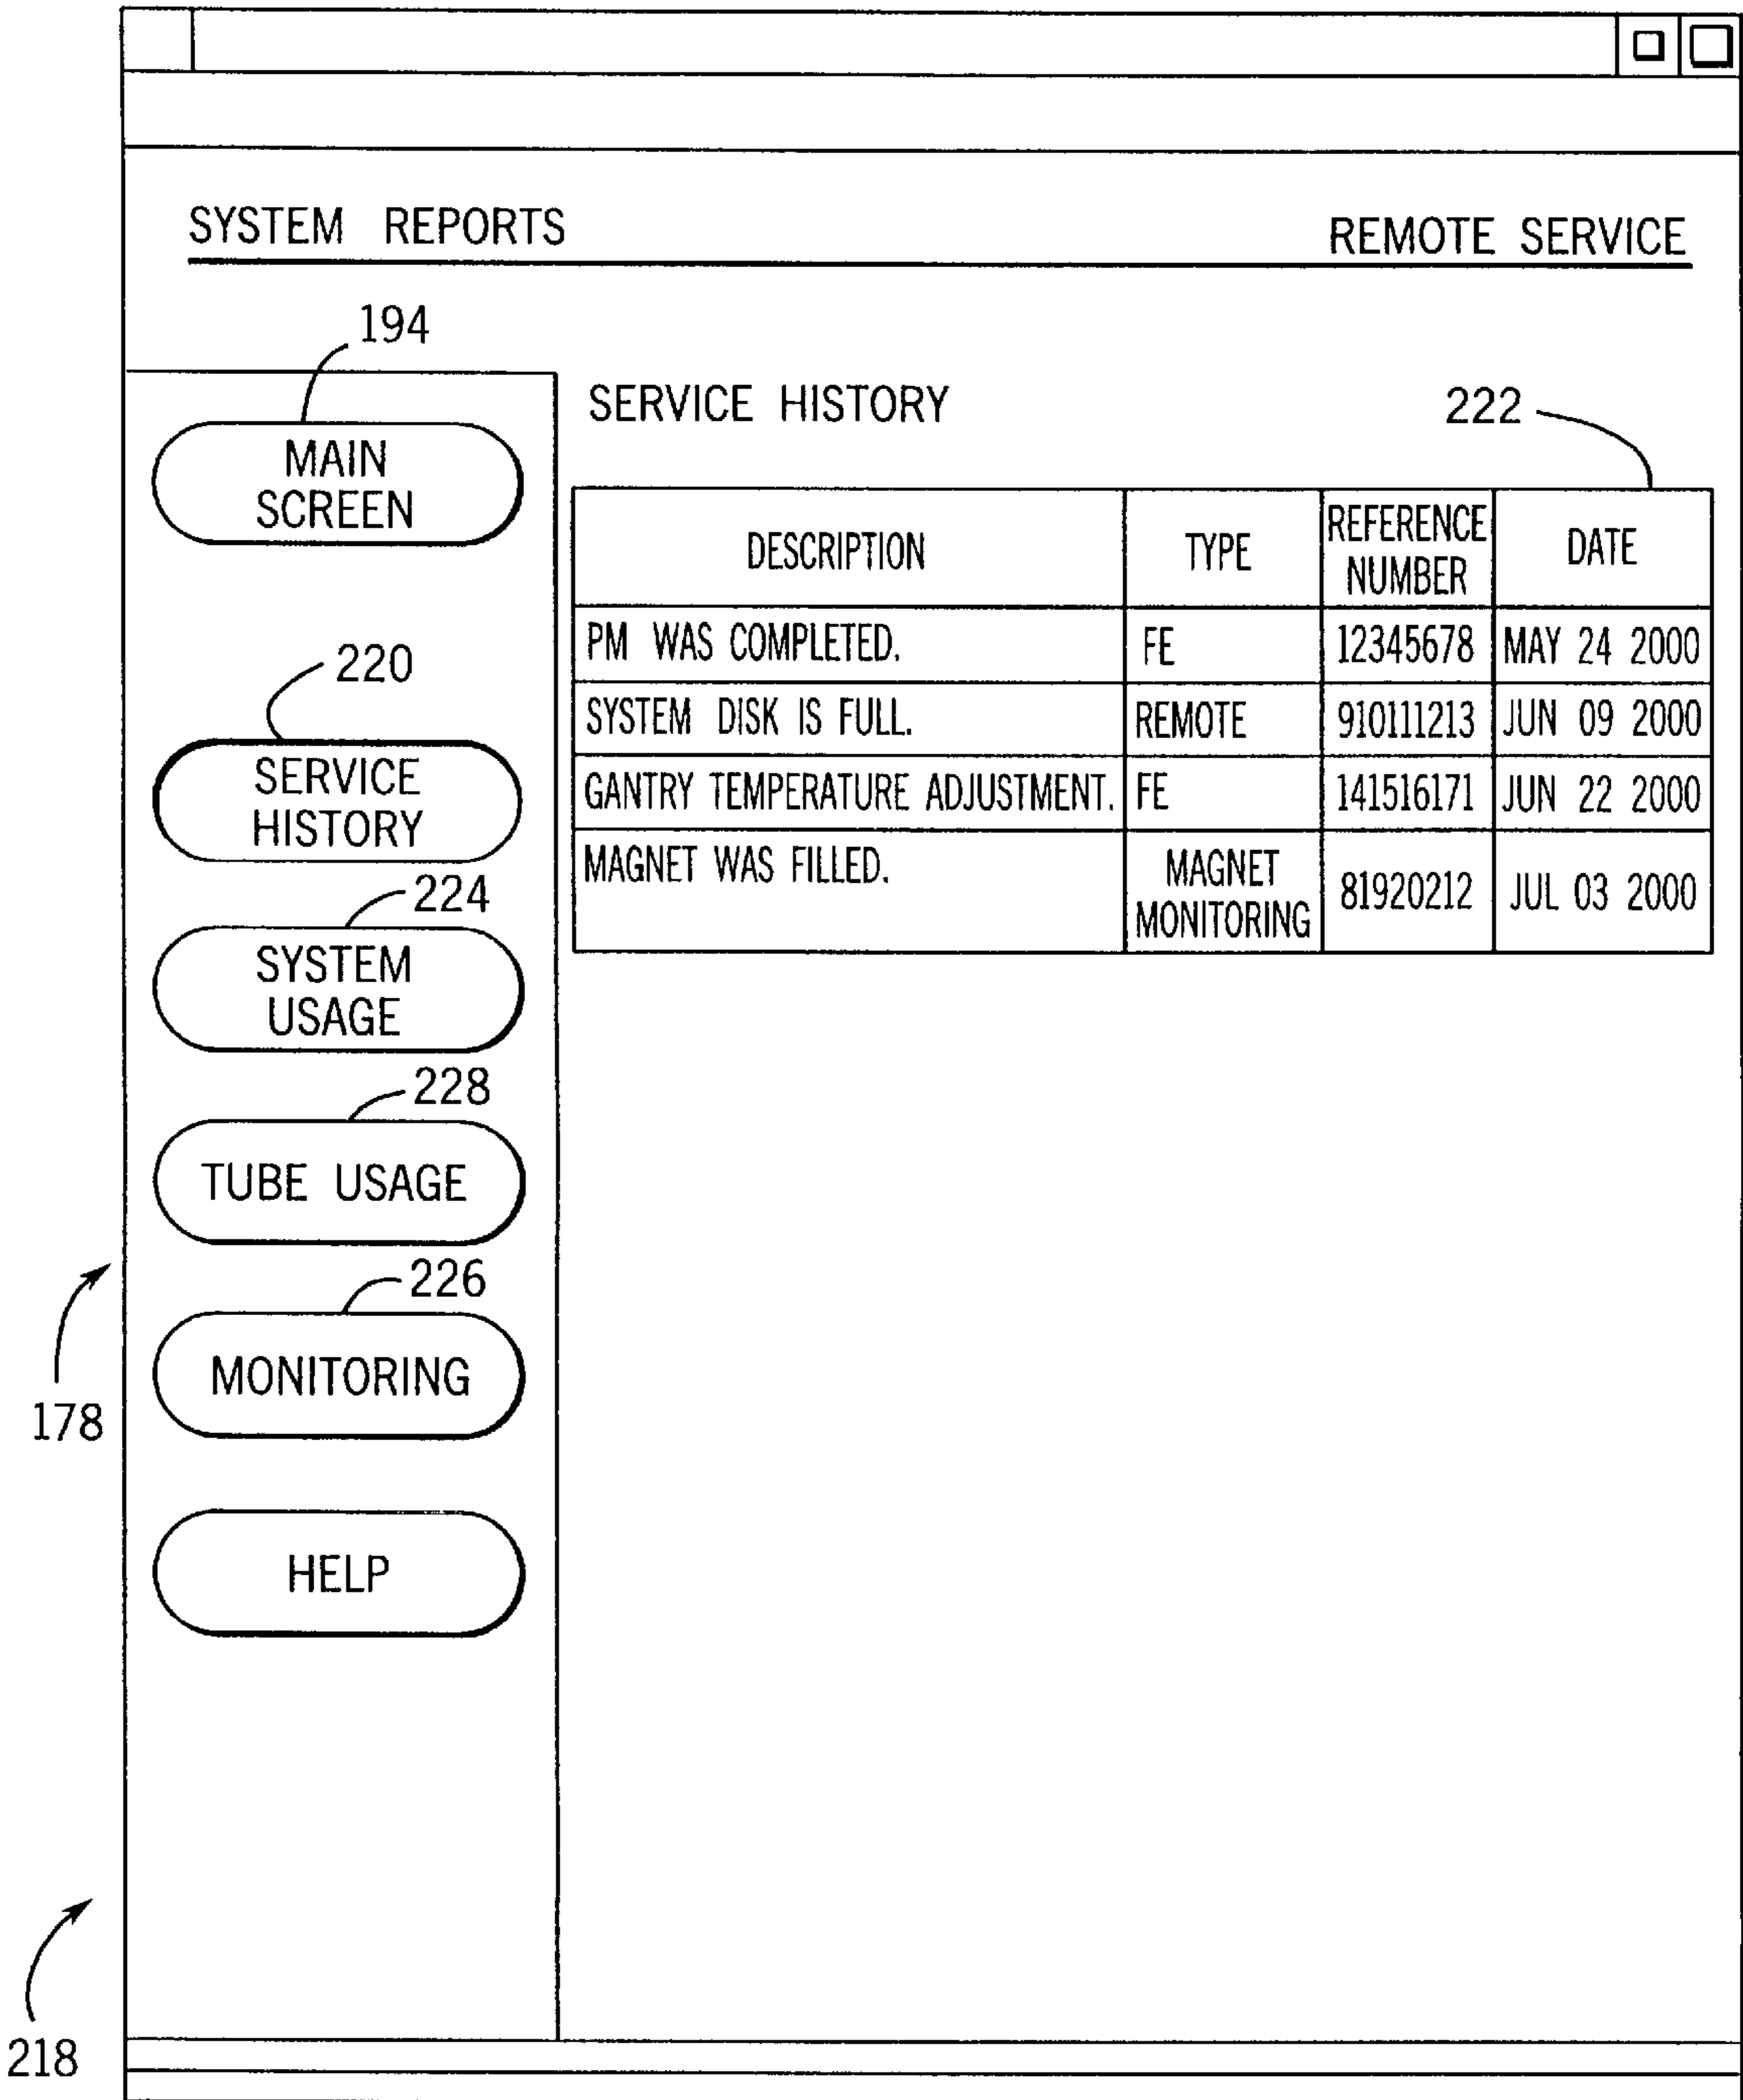 SYSTEM REPORTS
REMOTE SERVICE
194
MAIN
SCREEN
220
SERVICE
HISTORY
224
SYSTEM
USAGE
228
TUBE USAGE
226
MONITORING
HELP
178
218
SERVICE HISTORY
222
DESCRIPTION TYPE REFERENCE NUMBER DATE
PM WAS COMPLETED. FE 12345678 MAY 24 2000
SYSTEM DISK IS FULL. REMOTE 910111213 JUN 09 2000
GANTRY TEMPERATURE ADJUSTMENT. FE 141516171 JUN 22 2000
MAGNET WAS FILLED. MAGNET MONITORING 81920212 JUL 03 2000